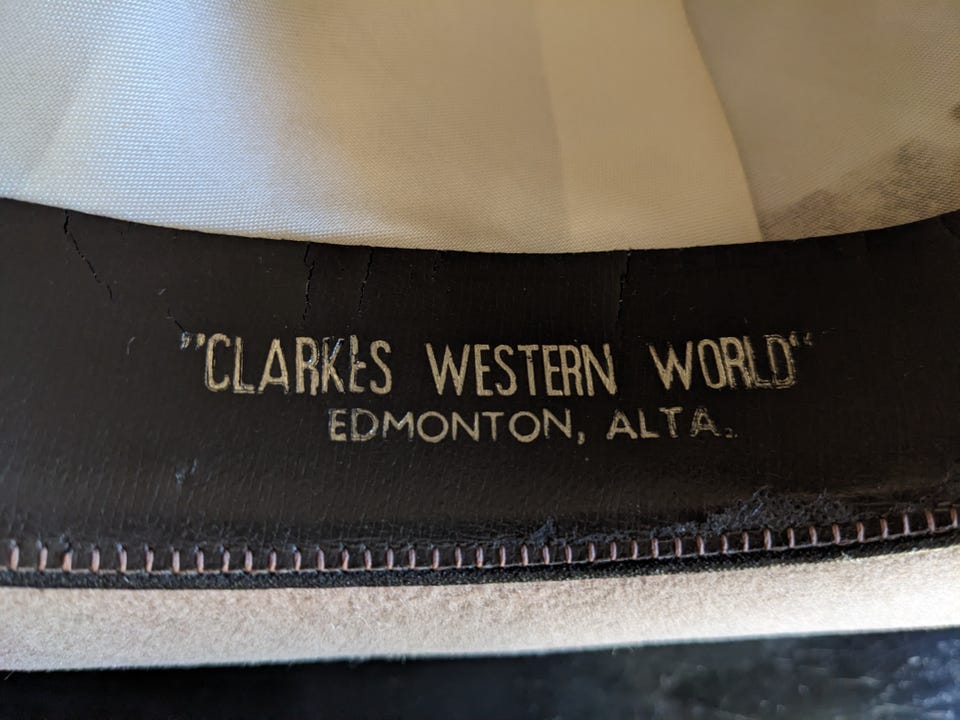 "CLARKES WESTERN WORLD"
EDMONTON, ALTA.